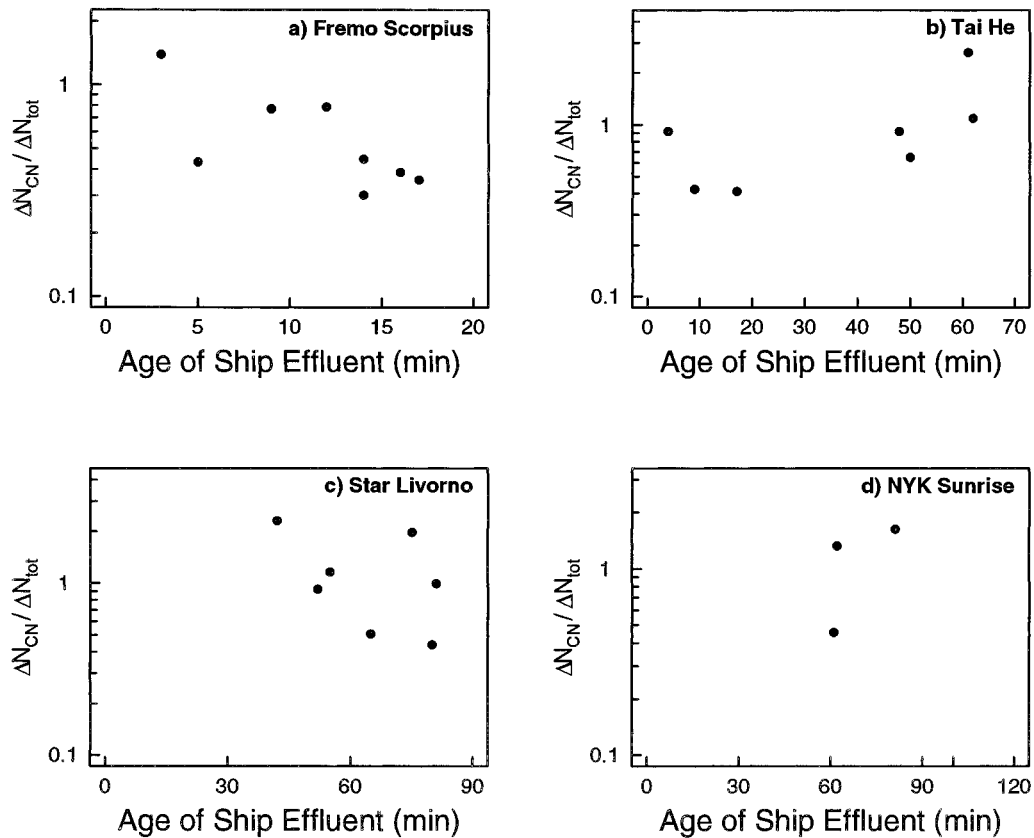 a) Fremo Scorpius
1
0.1
ΔN_CN / ΔN_tot
0 5 10 15 20
Age of Ship Effluent (min)
b) Tai He
1
0.1
ΔN_CN / ΔN_tot
0 10 20 30 40 50 60 70
Age of Ship Effluent (min)
c) Star Livorno
1
0.1
ΔN_CN / ΔN_tot
0 30 60 90
Age of Ship Effluent (min)
d) NYK Sunrise
1
0.1
ΔN_CN / ΔN_tot
0 30 60 90 120
Age of Ship Effluent (min)